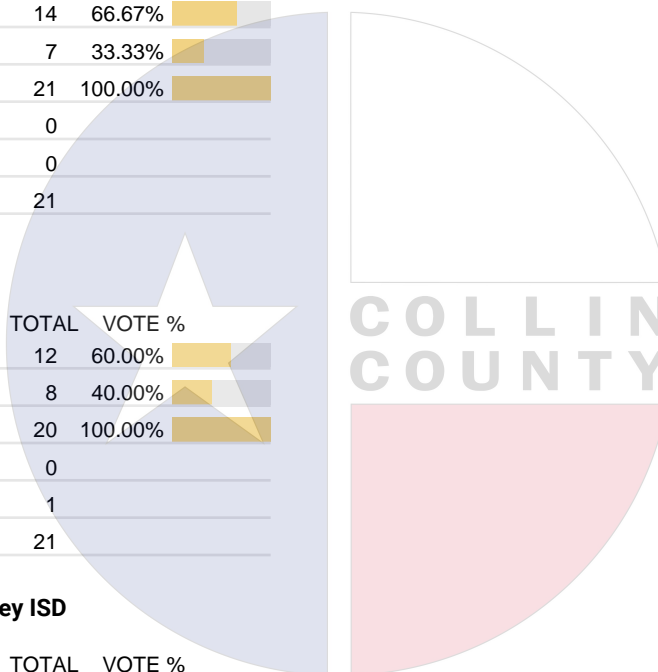 14 66.67%
7 33.33%
21 100.00%
0
0
21
TOTAL VOTE %
12 60.00%
8 40.00%
20 100.00%
0
1
21
ey ISD
TOTAL VOTE %
COLLIN
COUNTY